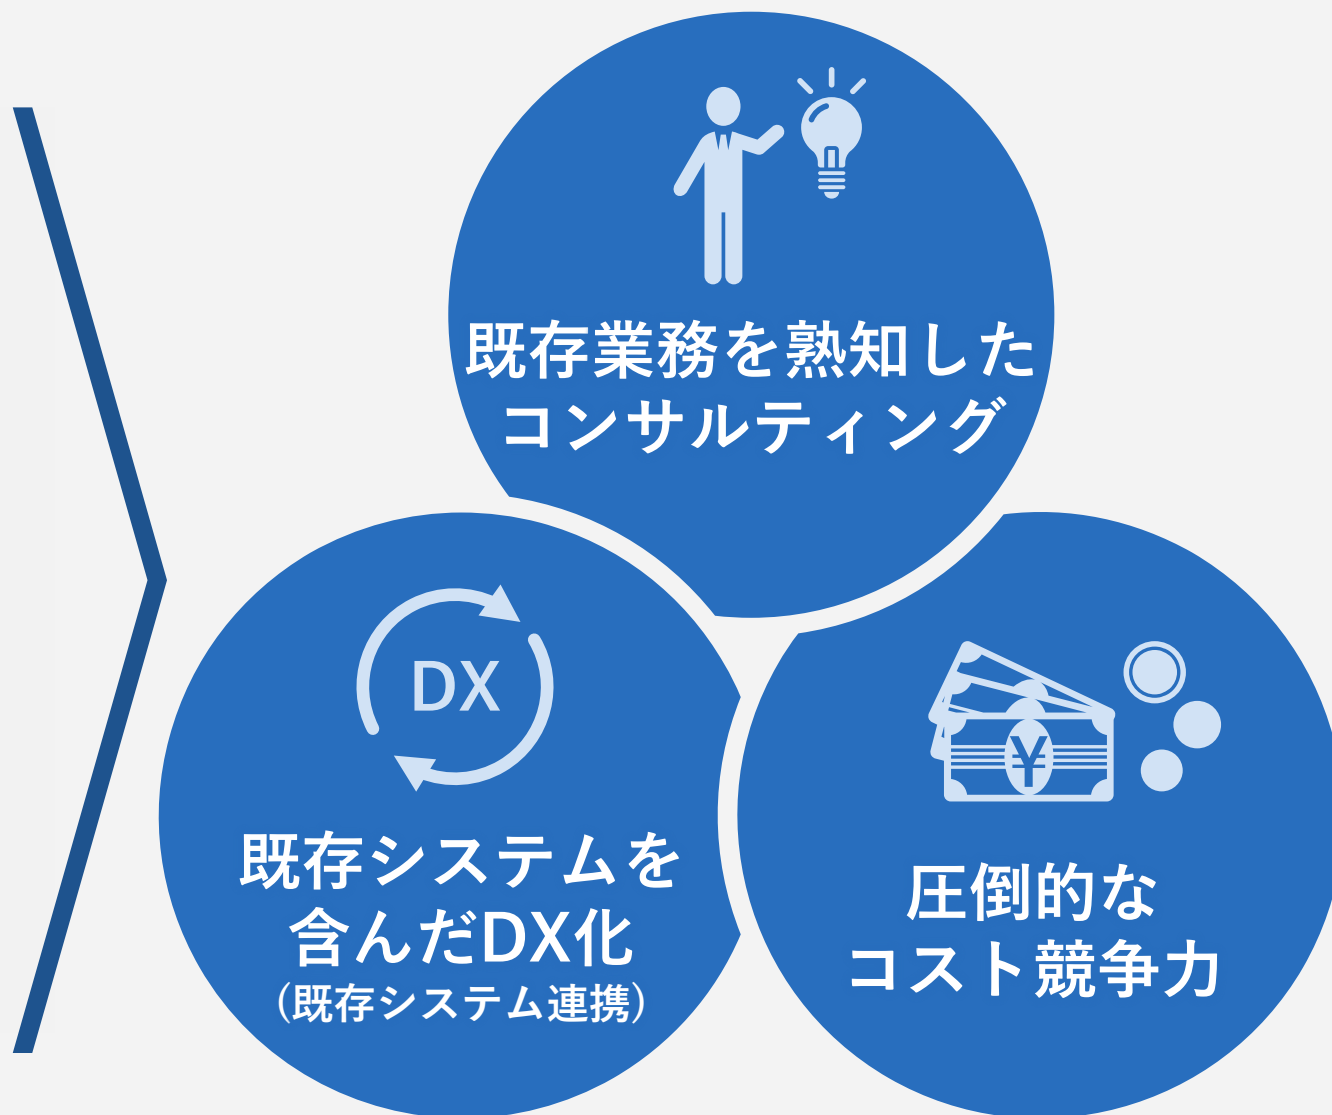 既存業務を熟知した
コンサルティング
DX
既存システムを
含んだDX化
（既存システム連携）
¥
圧倒的な
コスト競争力